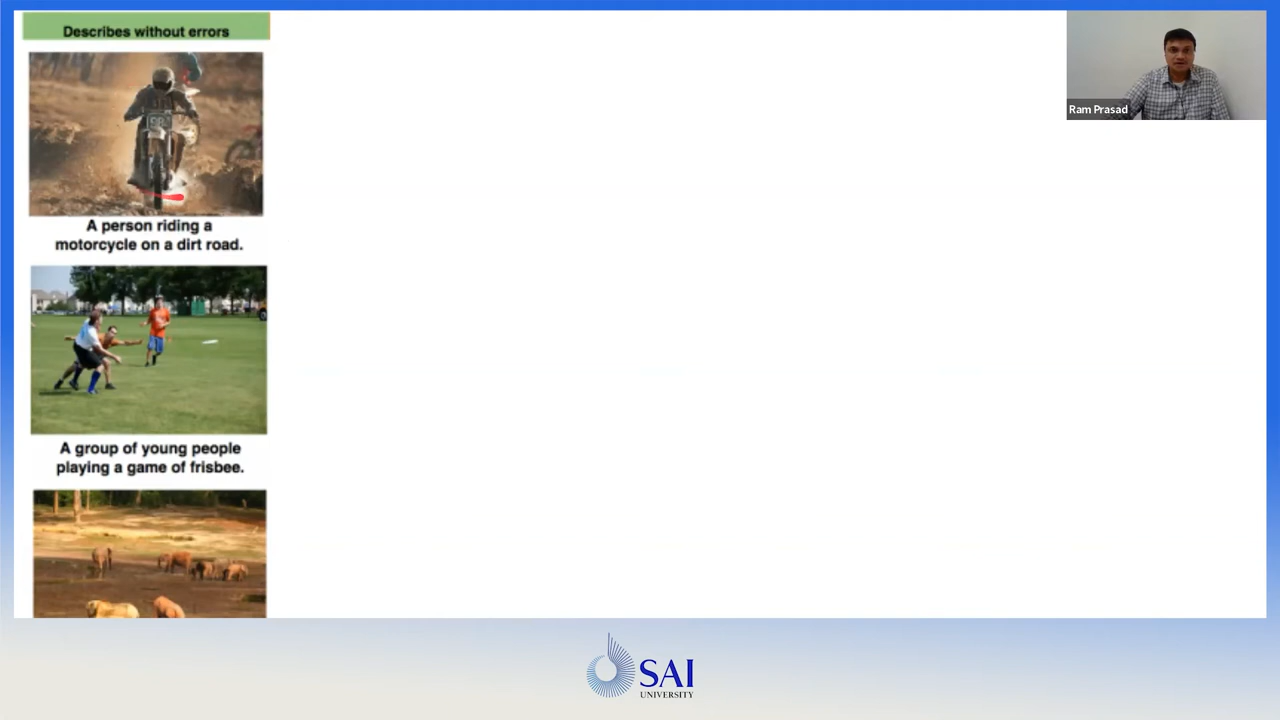 Describes without errors
Ram Prasad
98
A person riding a
motorcycle on a dirt road.
A group of young people
playing a game of frisbee.
SAI
UNIVERSITY